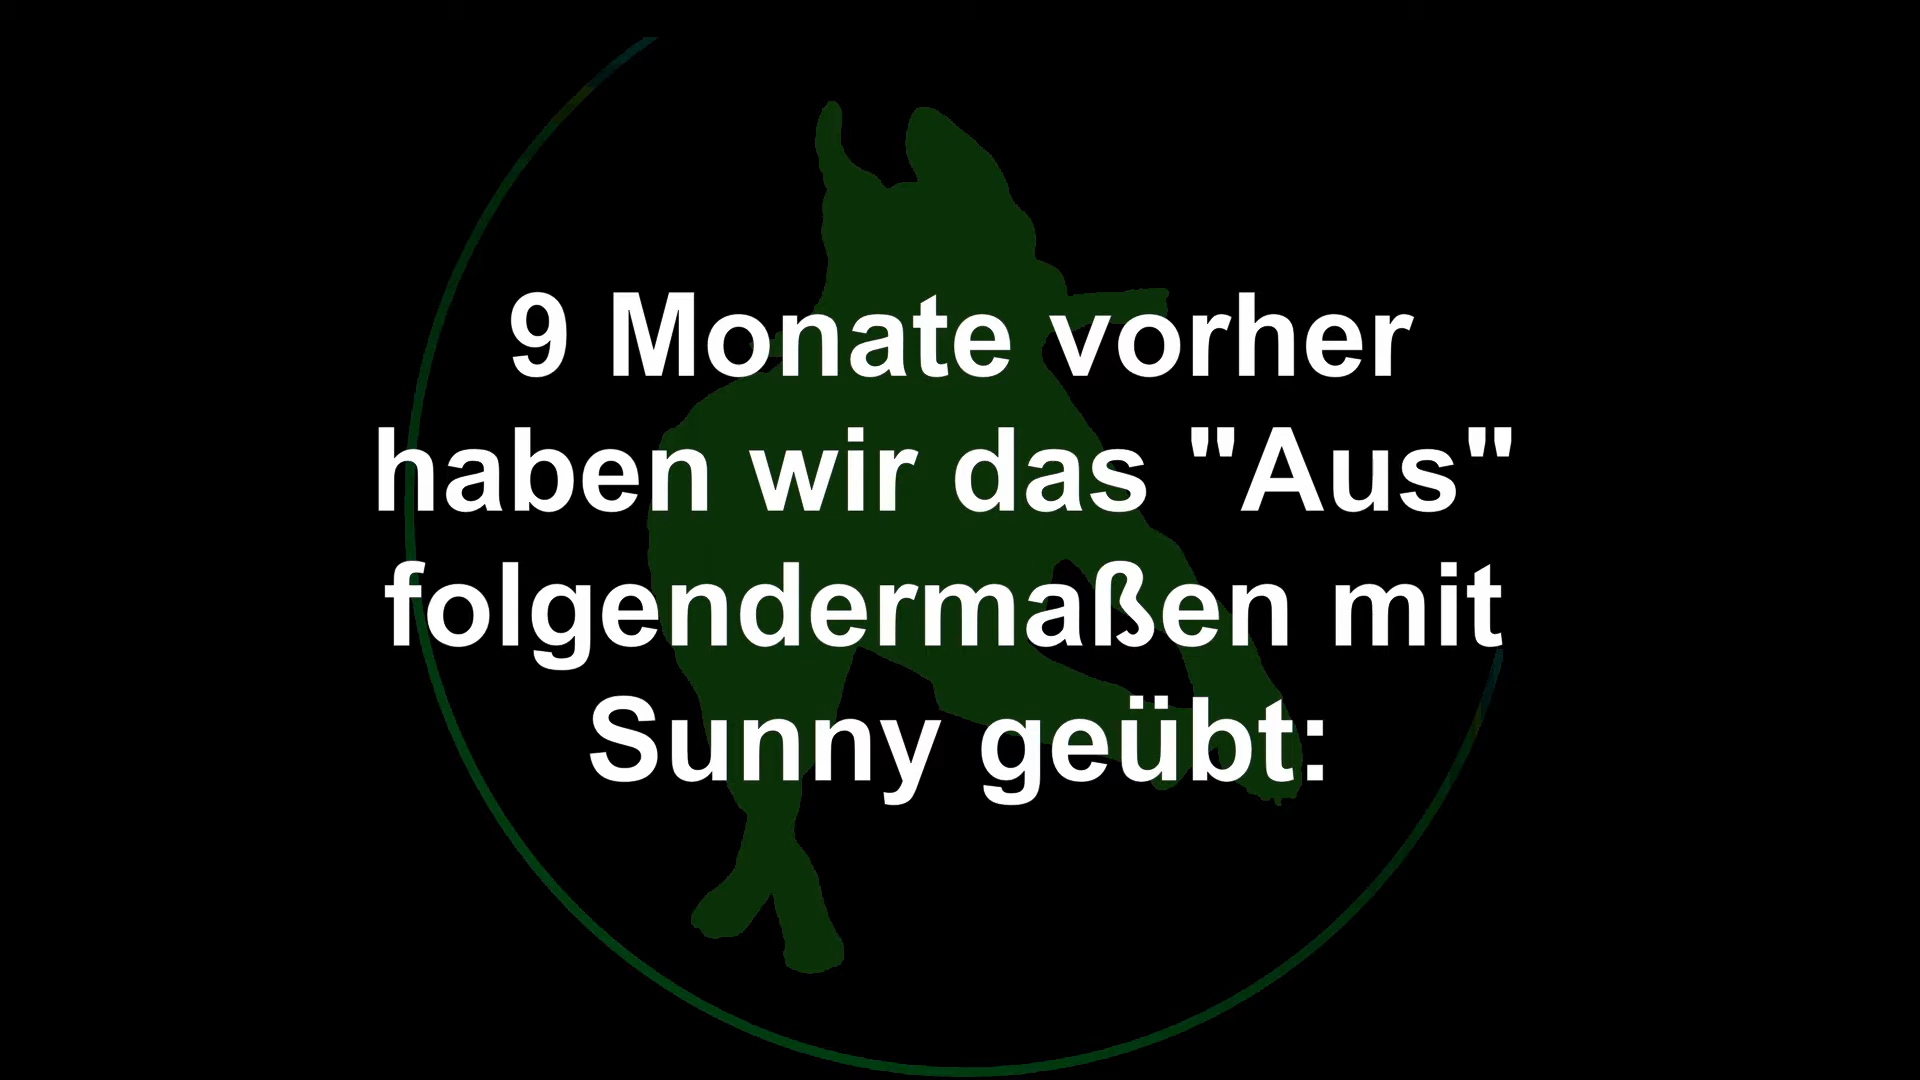 9 Monate vorher
haben wir das "Aus"
folgendermaßen mit
Sunny geübt: